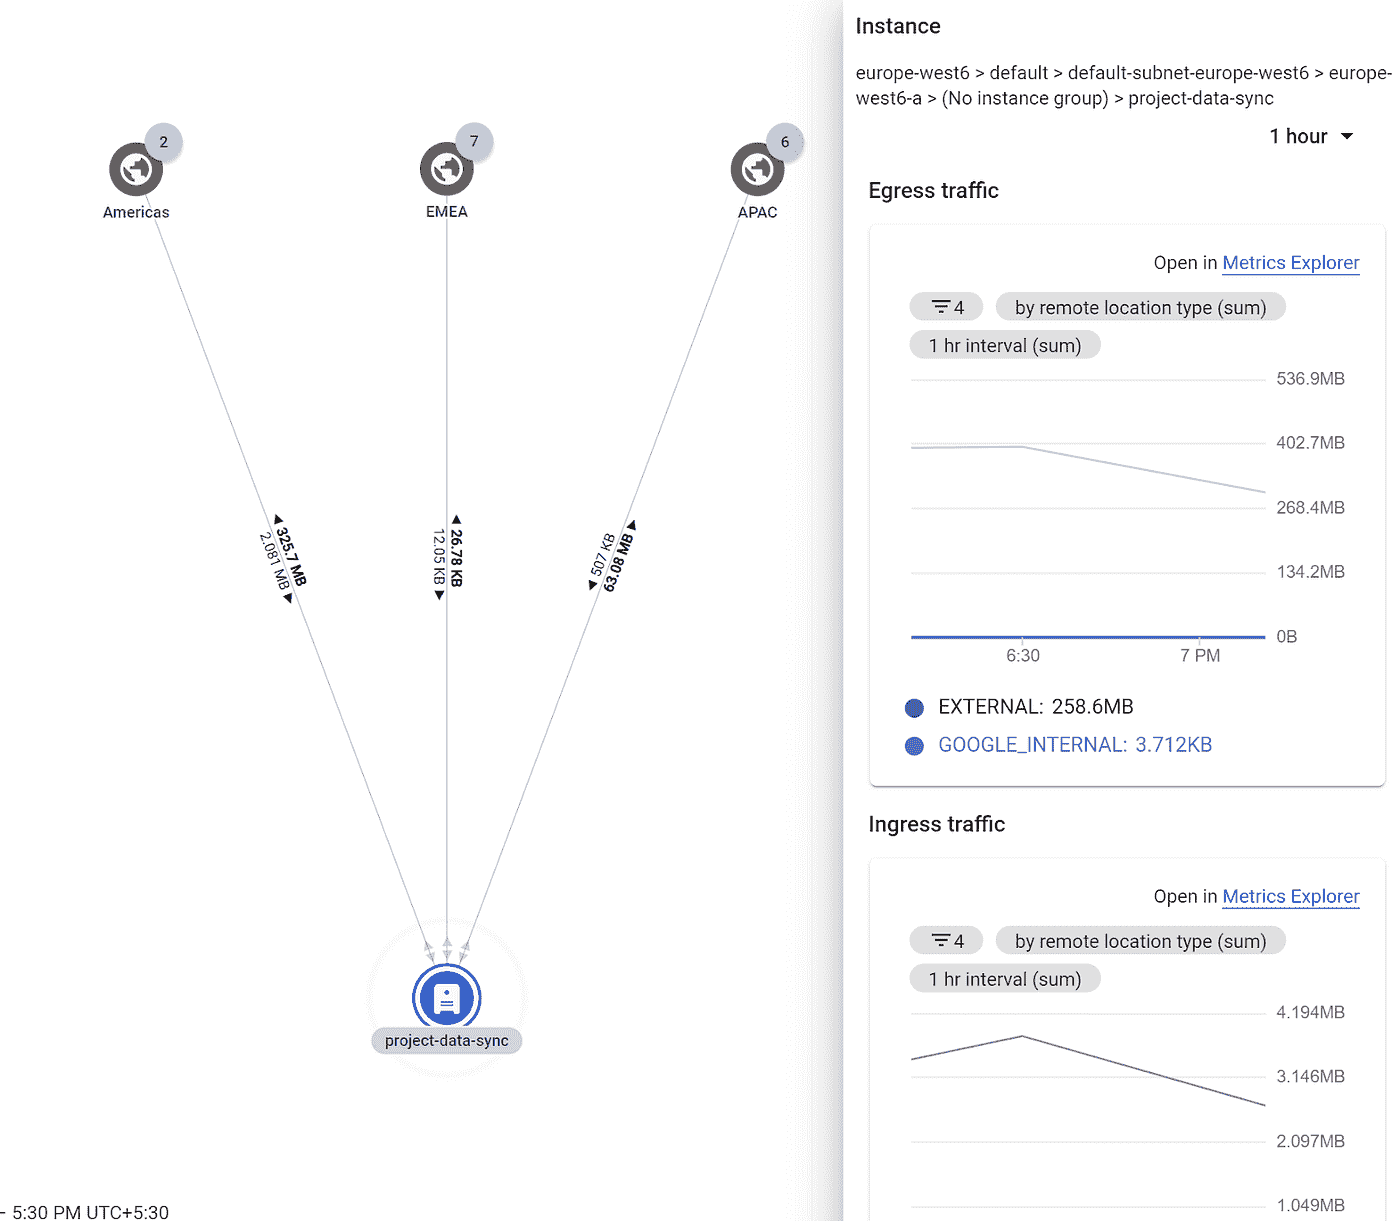 2
7
6
Americas
EMEA
APAC
325.7 MB
2.081 MB
26.78 KB
12.05 KB
507 KB
63.08 MB
project-data-sync
- 5:30 PM UTC+5:30
Instance
europe-west6 > default > default-subnet-europe-west6 > europe-
west6-a > (No instance group) > project-data-sync
1 hour
Egress traffic
Open in Metrics Explorer
4
by remote location type (sum)
1 hr interval (sum)
536.9MB
402.7MB
268.4MB
134.2MB
0B
6:30
7 PM
EXTERNAL: 258.6MB
GOOGLE_INTERNAL: 3.712KB
Ingress traffic
Open in Metrics Explorer
4
by remote location type (sum)
1 hr interval (sum)
4.194MB
3.146MB
2.097MB
1.049MB